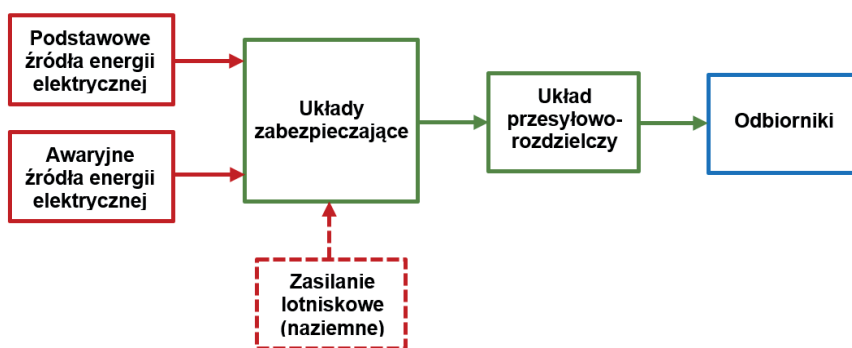 Podstawowe
źródła energii
elektrycznej
Awaryjne
źródła energii
elektrycznej
Układy
zabezpieczające
Układ
przesyłowo-
rozdzielczy
Odbiorniki
Zasilanie
lotniskowe
(naziemne)